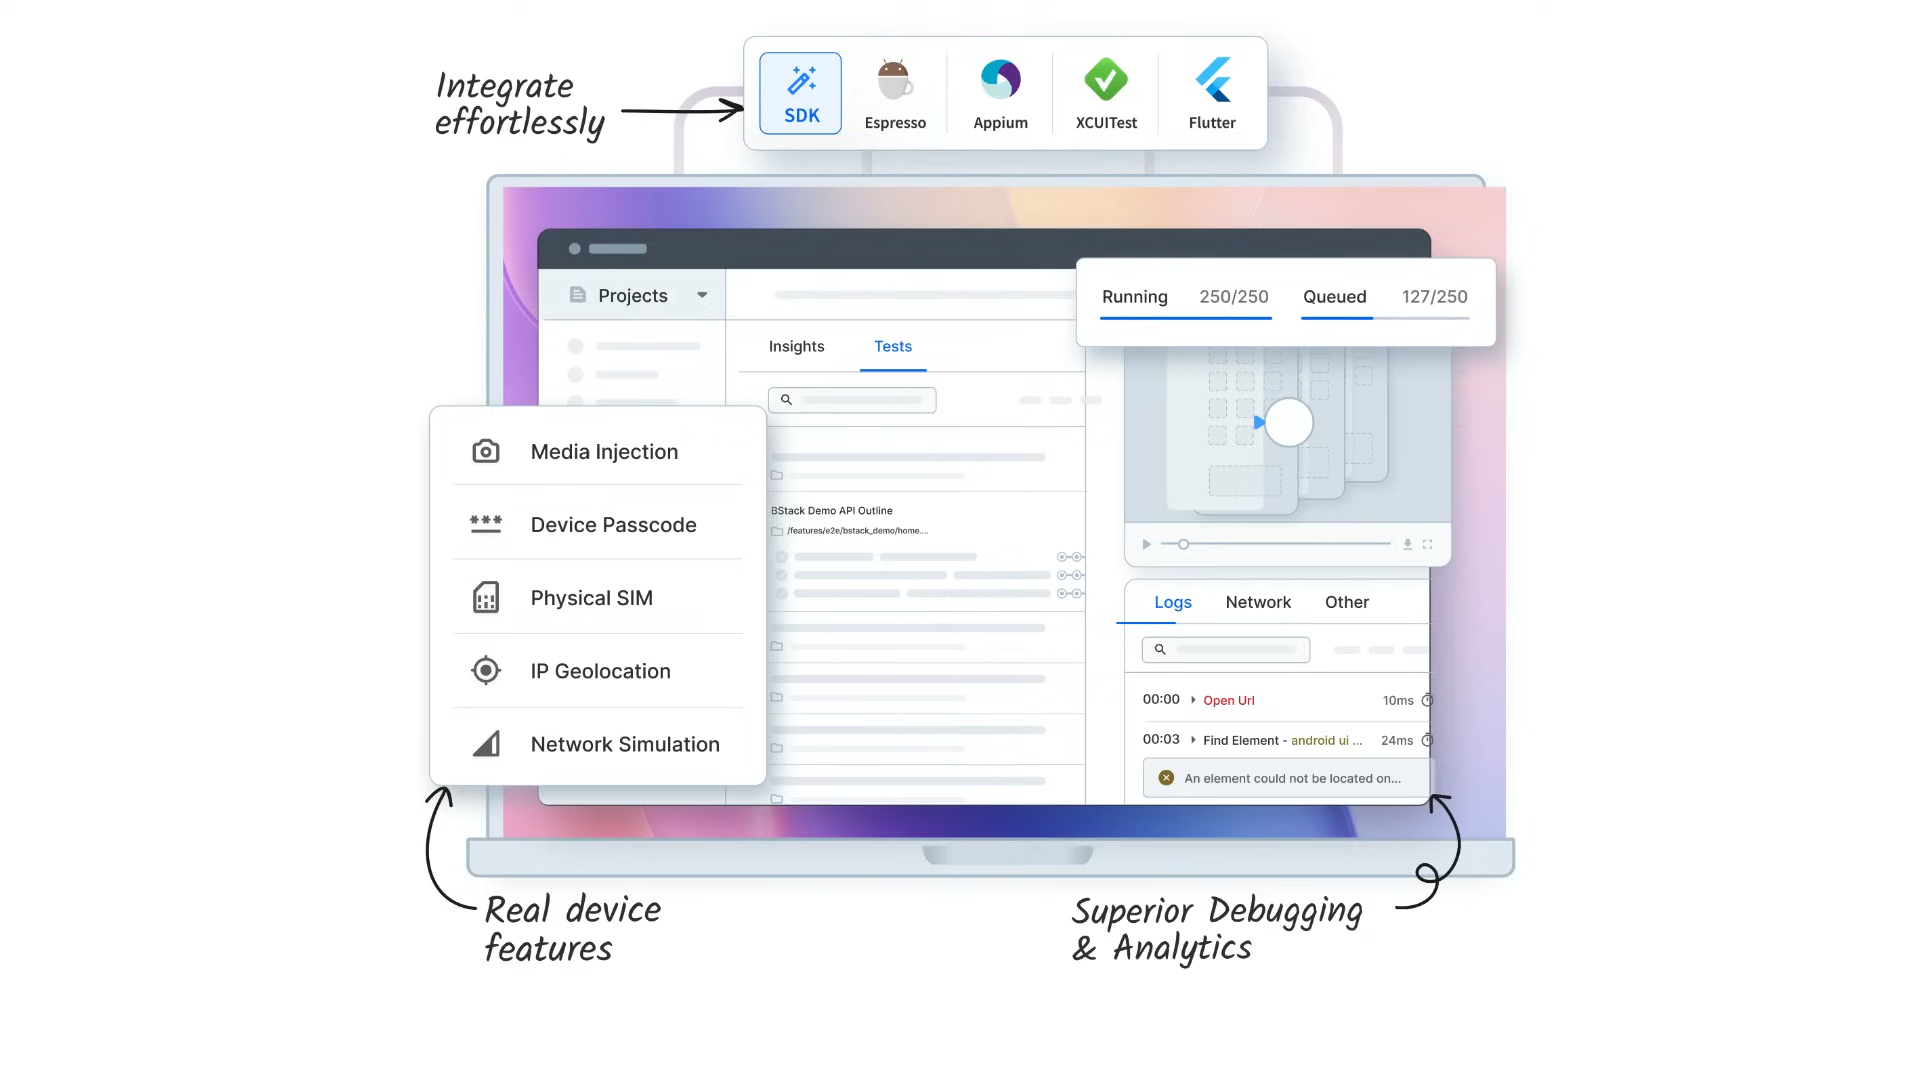 Integrate
effortlessly
SDK
Espresso
Appium
XCUITest
Flutter
Projects
Running 250/250
Queued 127/250
Insights
Tests
Media Injection
Device Passcode
Physical SIM
IP Geolocation
Network Simulation
BStack Demo API Outline
/features/e2e/bstack_demo/home....
Logs
Network
Other
00:00 Open Url 10ms
00:03 Find Element - android ui ... 24ms
An element could not be located on...
Real device
features
Superior Debugging
& Analytics